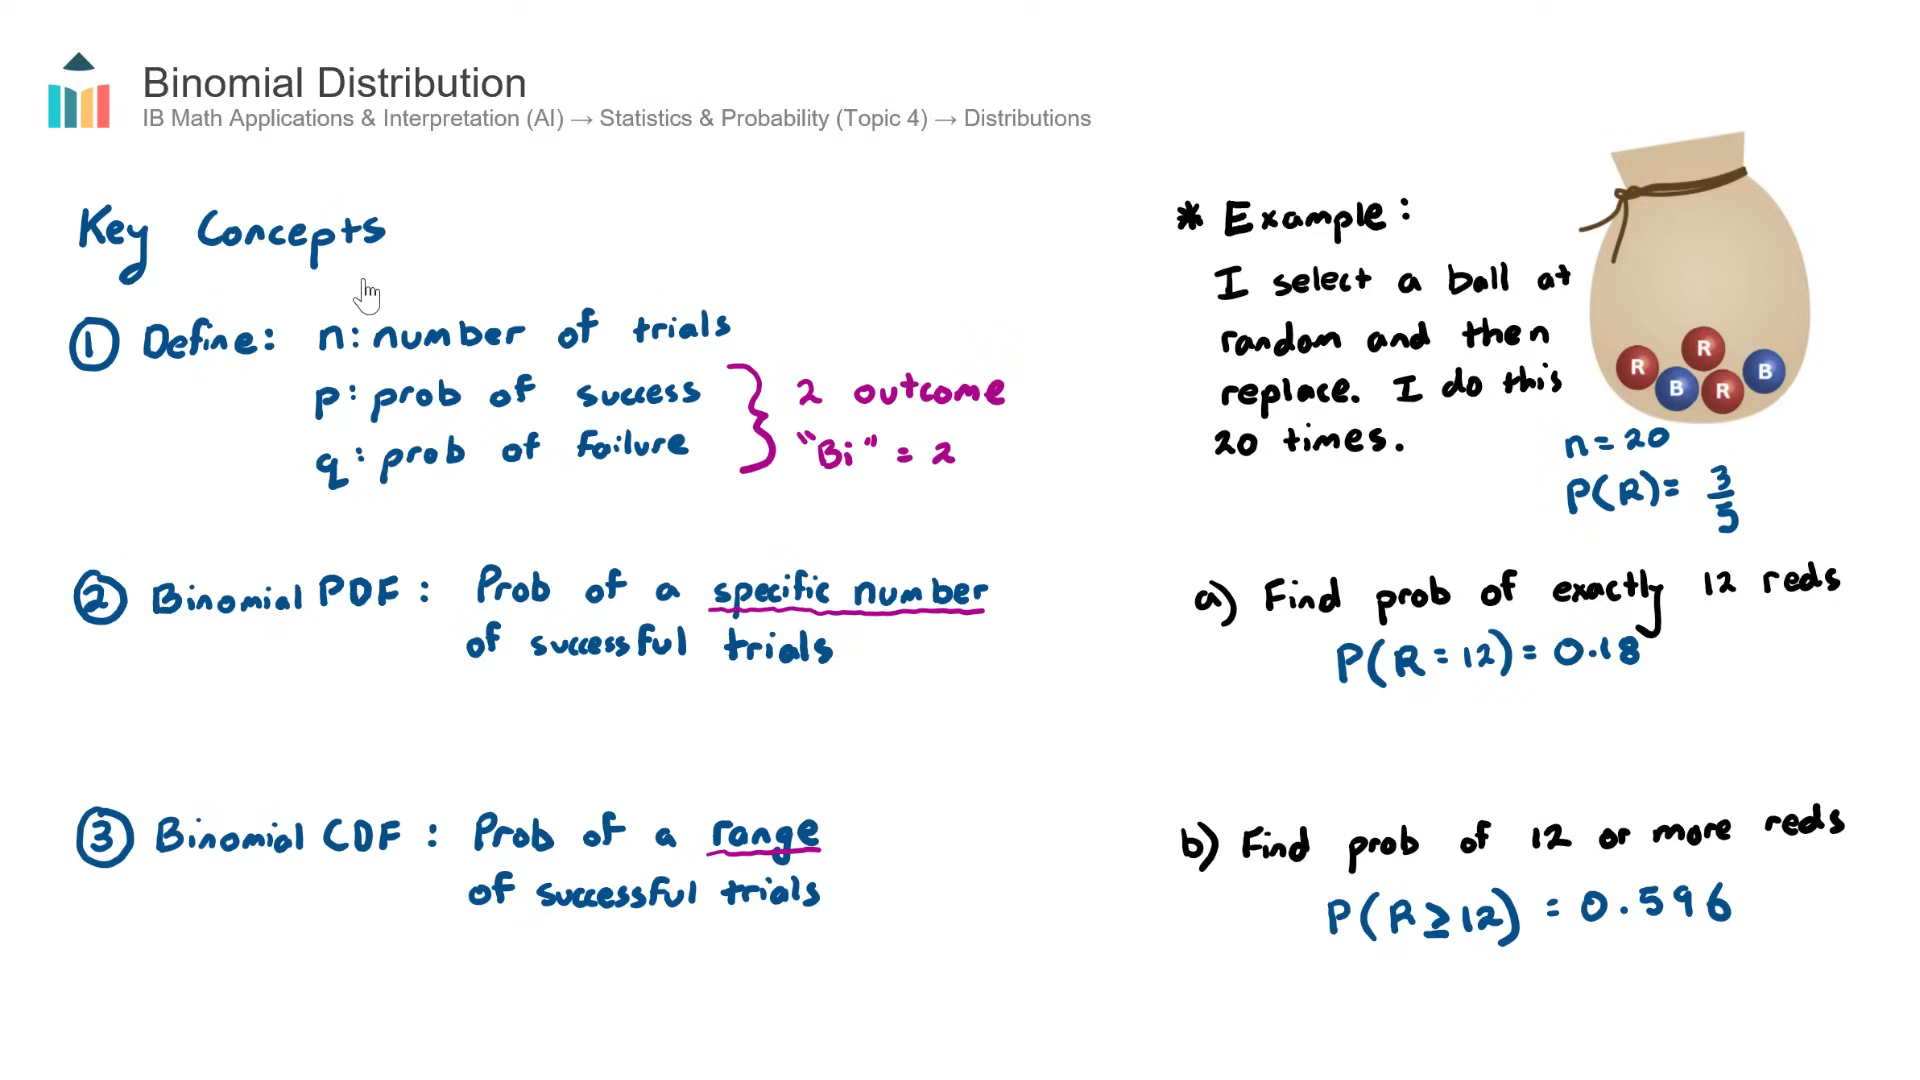 Binomial Distribution
IB Math Applications & Interpretation (AI) → Statistics & Probability (Topic 4) → Distributions
Key Concepts
① Define: n: number of trials
p: prob of success
q: prob of failure
2 outcome
"Bi" = 2
② Binomial PDF: Prob of a specific number
of successful trials
③ Binomial CDF: Prob of a range
of successful trials
* Example:
I select a ball at
random and then
replace. I do this
20 times.
R
R
B
R
B
n = 20
P(R) = 3/5
a) Find prob of exactly 12 reds
P(R = 12) = 0.18
b) Find prob of 12 or more reds
P(R ≥ 12) = 0.596